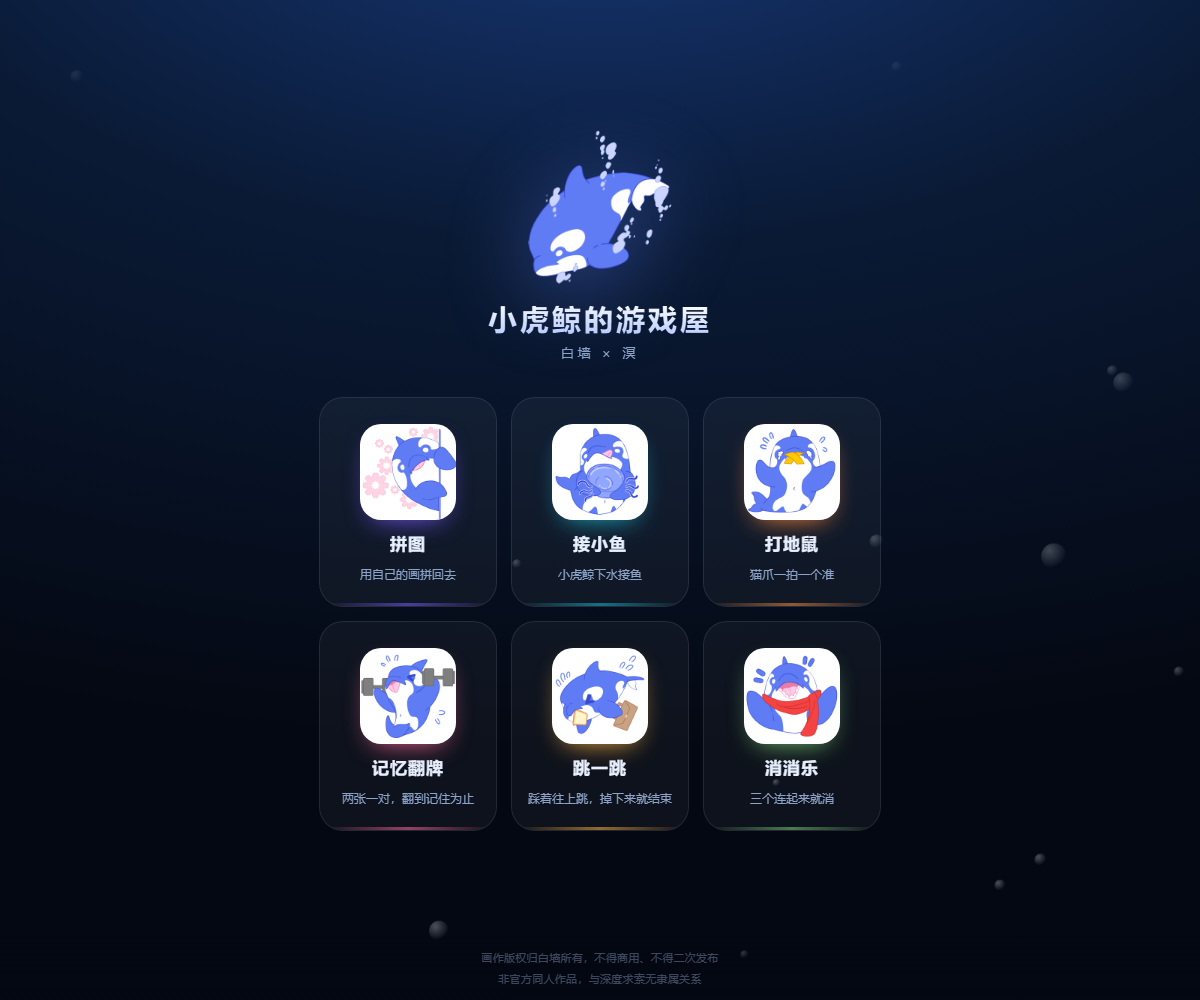 小虎鲸的游戏屋
白墙 × 溟
拼图
用自己的画拼回去
接小鱼
小虎鲸下水接鱼
打地鼠
猫爪一拍一个准
记忆翻牌
两张一对，翻到记住为止
跳一跳
踩着往上跳，掉下来就结束
消消乐
三个连起来就消
画作版权归白墙所有，不得商用、不得二次发布
非官方同人作品，与深度求索无隶属关系